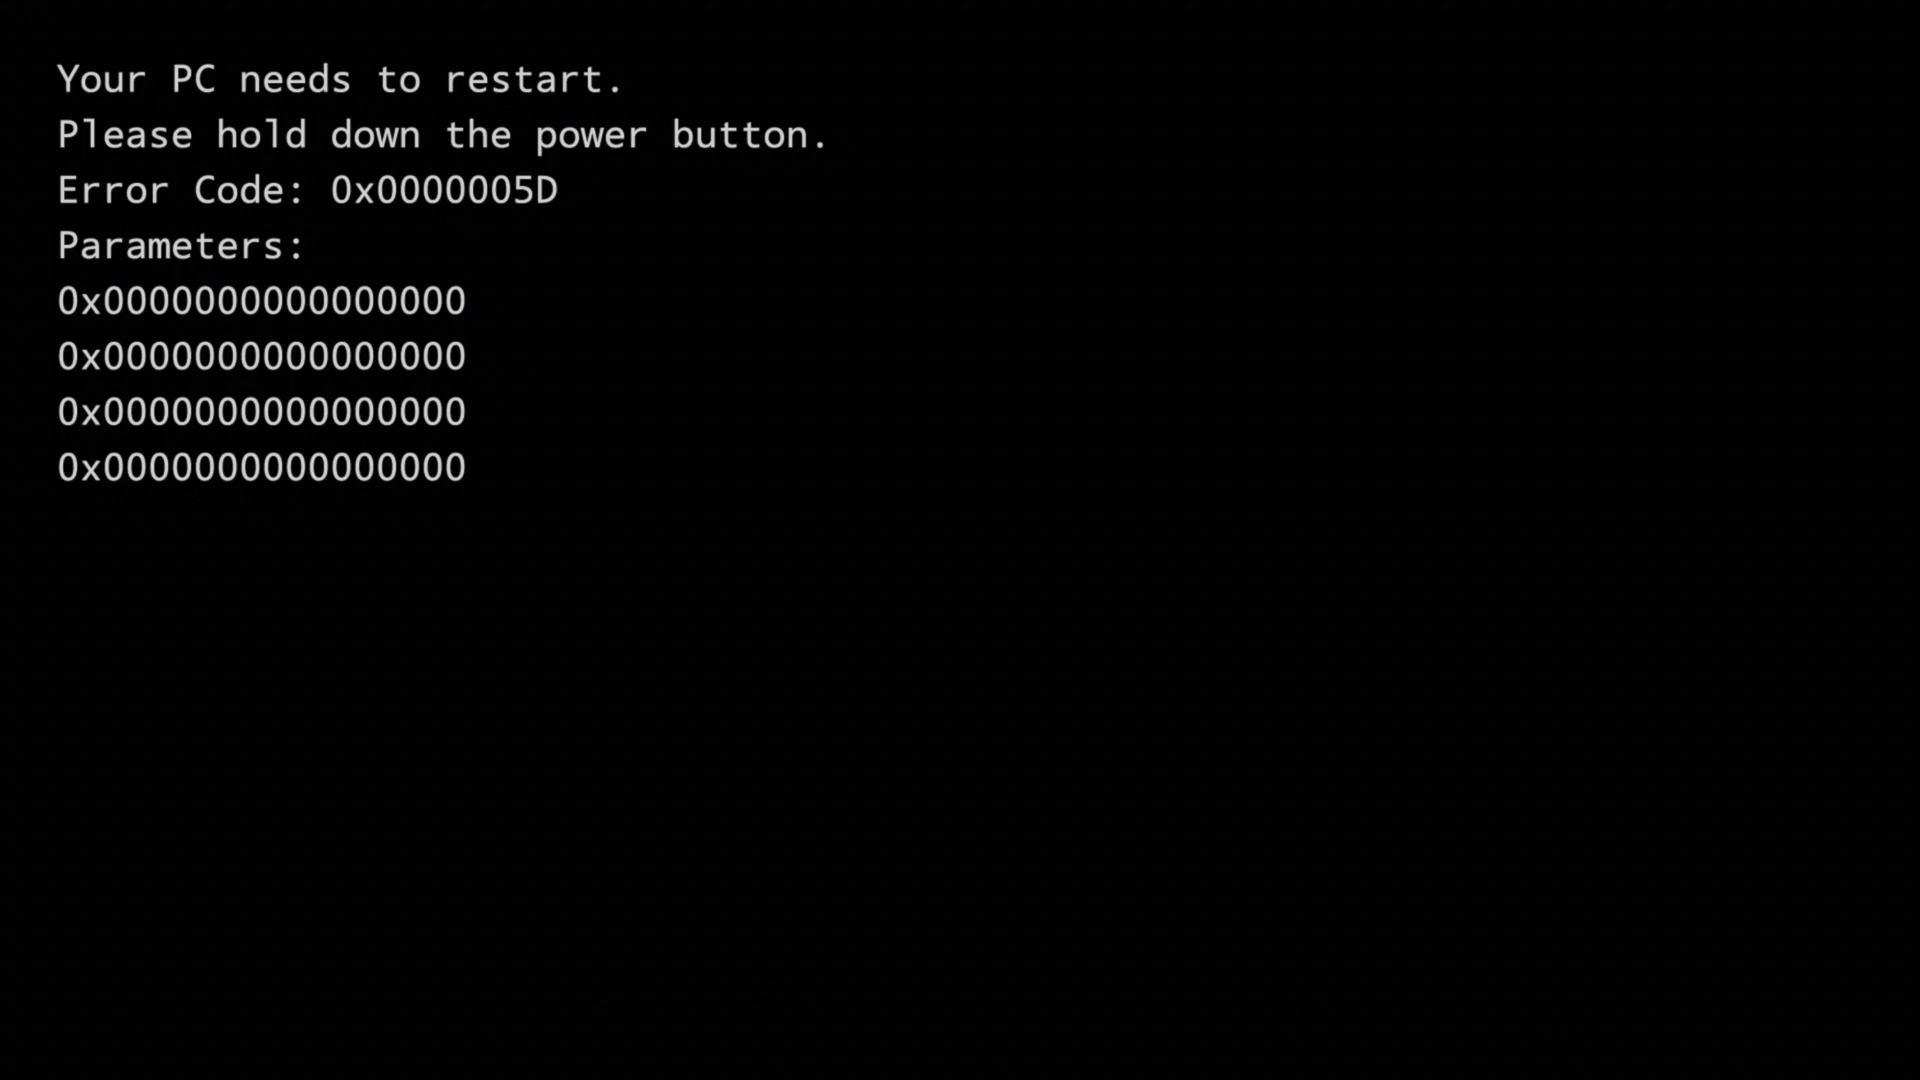 Your PC needs to restart.
Please hold down the power button.
Error Code: 0x0000005D
Parameters:
0x0000000000000000
0x0000000000000000
0x0000000000000000
0x0000000000000000